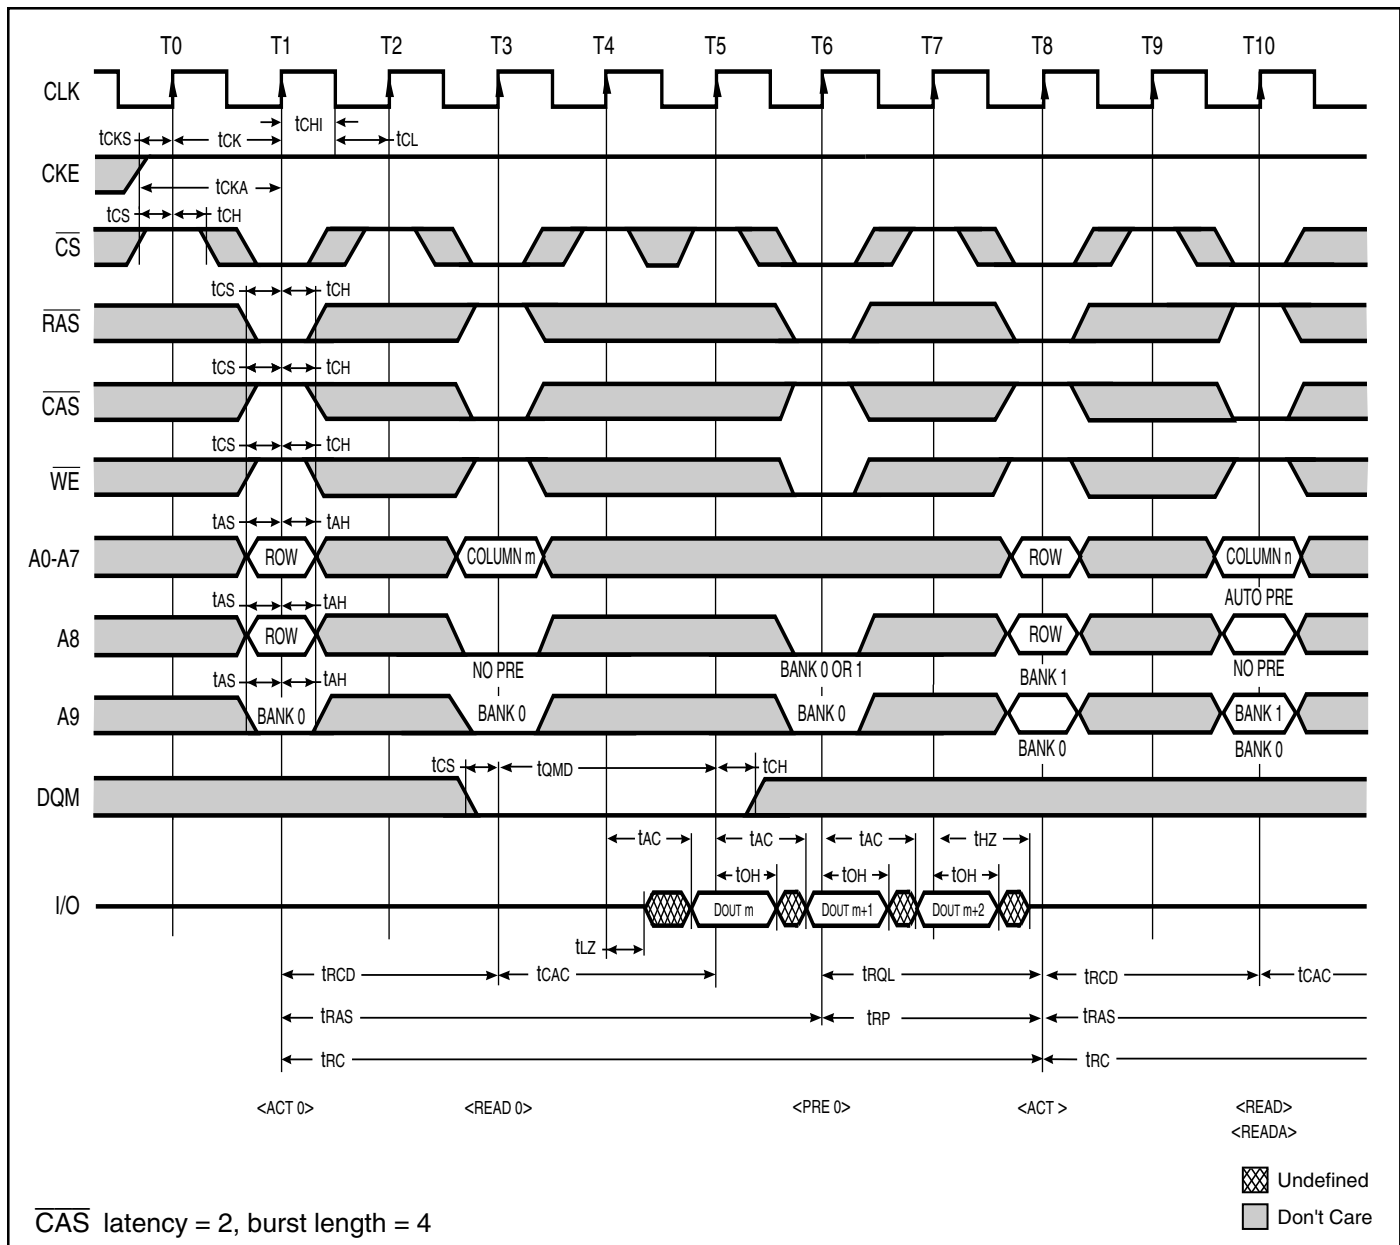 T0 T1 T2 T3 T4 T5 T6 T7 T8 T9 T10
CLK
tCHI
tCKS tCK tCL
CKE
tCKA
tCS tCH
CS
tCS tCH
RAS
tCS tCH
CAS
tCS tCH
WE
tAS tAH
A0-A7 ROW COLUMN m ROW COLUMN n
tAS tAH AUTO PRE
A8 ROW ROW
NO PRE BANK 0 OR 1 BANK 1 NO PRE
tAS tAH
A9 BANK 0 BANK 0 BANK 0 BANK 1
BANK 0 BANK 0
tCS tQMD tCH
DQM
tAC tAC tAC tHZ
tOH tOH tOH
I/O DOUT m DOUT m+1 DOUT m+2
tLZ
tRCD tCAC tRQL tRCD tCAC
tRAS tRP tRAS
tRC tRC
<ACT 0> <READ 0> <PRE 0> <ACT > <READ>
<READA>
Undefined
Don't Care
CAS latency = 2, burst length = 4